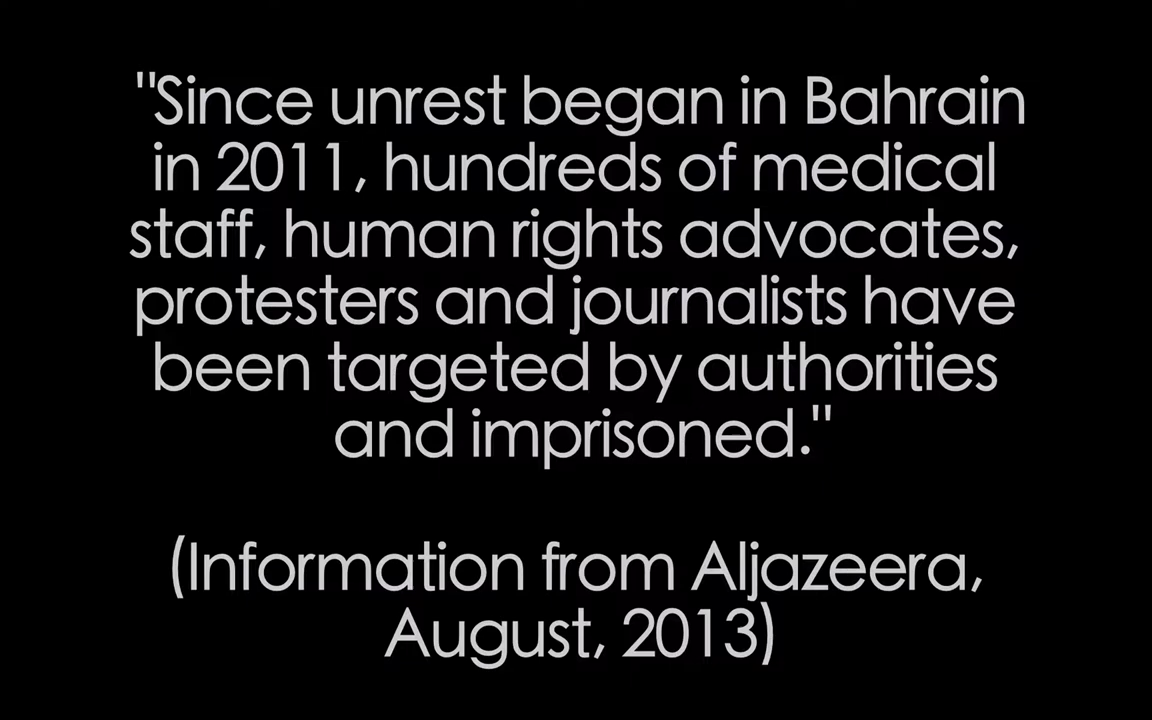 "Since unrest began in Bahrain
in 2011, hundreds of medical
staff, human rights advocates,
protesters and journalists have
been targeted by authorities
and imprisoned."
(Information from Aljazeera,
August, 2013)